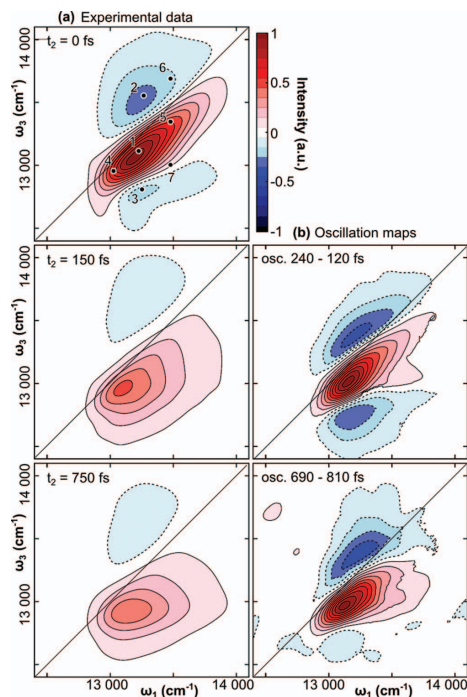 (a) Experimental data
t₂ = 0 fs
14 000
13 000
ω₃ (cm⁻¹)
6
2
5
1
4
7
3
1
0.5
0
-0.5
-1
Intensity (a.u.)
(b) Oscillation maps
t₂ = 150 fs
14 000
13 000
ω₃ (cm⁻¹)
osc. 240 - 120 fs
t₂ = 750 fs
14 000
13 000
ω₃ (cm⁻¹)
osc. 690 - 810 fs
13 000 14 000
ω₁ (cm⁻¹)
13 000 14 000
ω₁ (cm⁻¹)